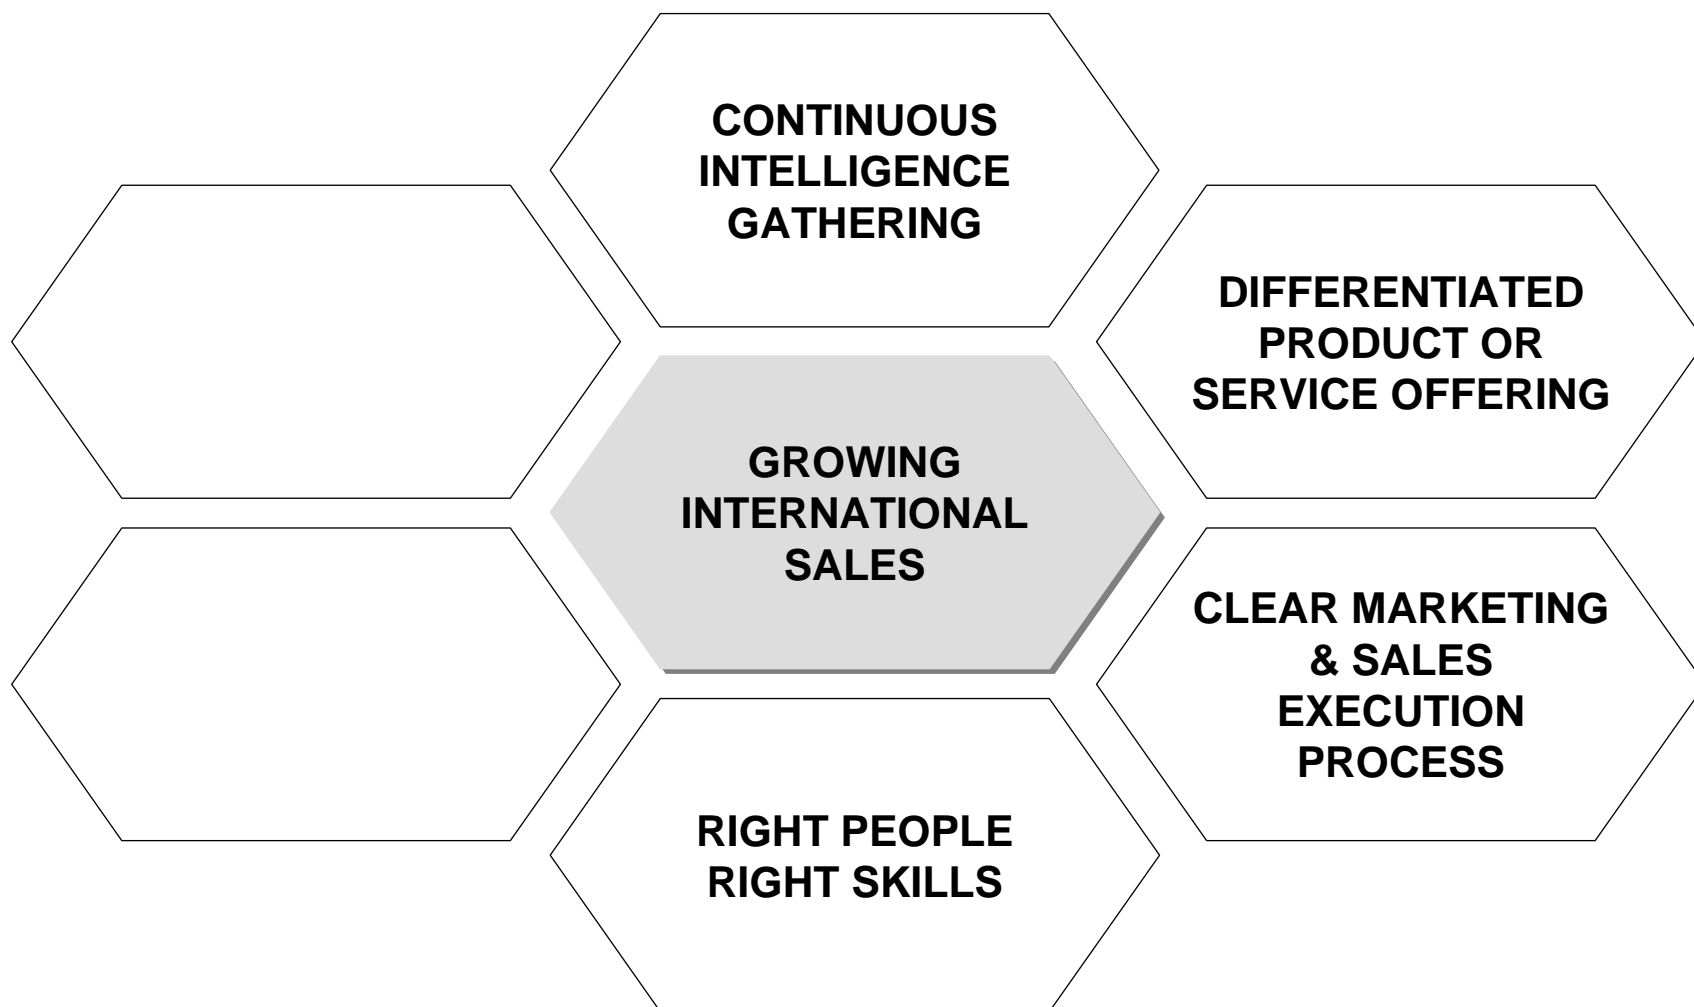 CONTINUOUS
INTELLIGENCE
GATHERING
DIFFERENTIATED
PRODUCT OR
SERVICE OFFERING
GROWING
INTERNATIONAL
SALES
CLEAR MARKETING
& SALES
EXECUTION
PROCESS
RIGHT PEOPLE
RIGHT SKILLS